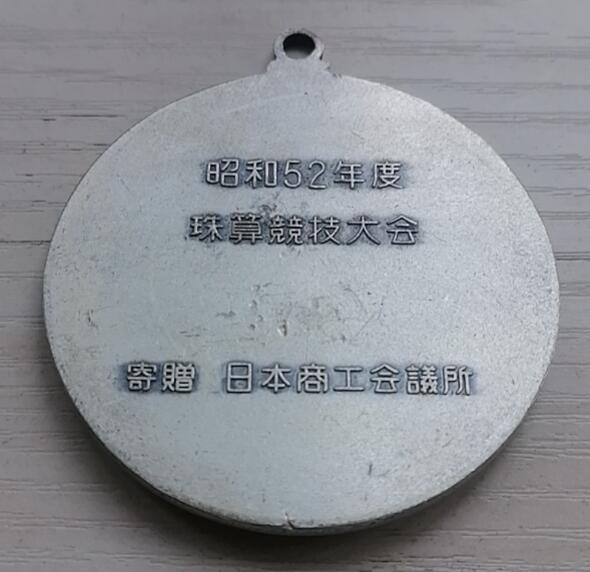 昭和52年度
珠算競技大会
寄贈 日本商工会議所